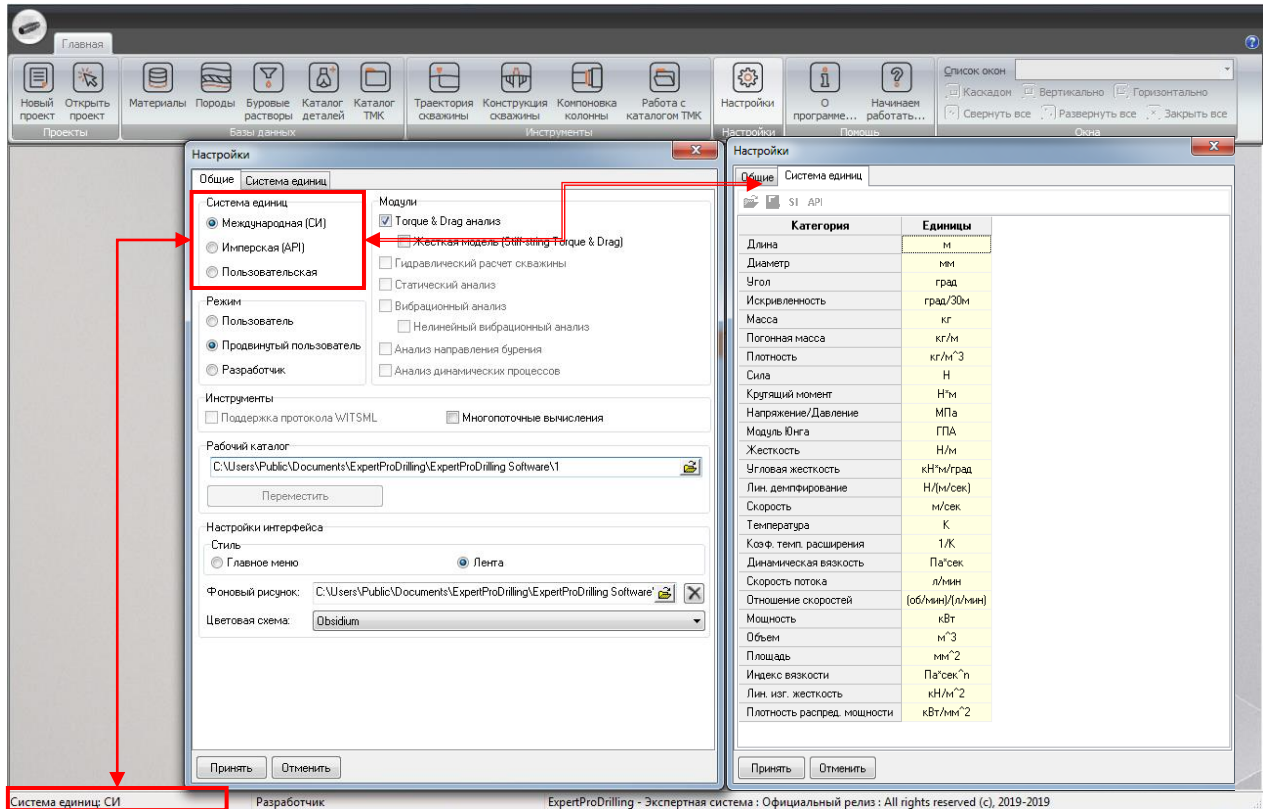 Главная
Новый проект
Открыть проект
Материалы
Породы
Буровые растворы
Каталог деталей
Каталог ТМК
Траектория скважины
Конструкция скважины
Компоновка колонны
Работа с каталогом ТМК
Настройки
О программе...
Начинаем работать...
Список окон
Каскадом Вертикально Горизонтально
Свернуть все Развернуть все Закрыть все
Проекты
Базы данных
Инструменты
Настройки
Помощь
Окна
Настройки
Общие Система единиц
Система единиц
Международная (СИ)
Имперская (API)
Пользовательская
Режим
Пользователь
Продвинутый пользователь
Разработчик
Модули
Torque & Drag анализ
Жесткая модель (Stiff-string Torque & Drag)
Гидравлический расчет скважины
Статический анализ
Вибрационный анализ
Нелинейный вибрационный анализ
Анализ направления бурения
Анализ динамических процессов
Инструменты
Поддержка протокола WITSML
Многопоточные вычисления
Рабочий каталог
C:\Users\Public\Documents\ExpertProDrilling\ExpertProDrilling Software\1
Переместить
Настройки интерфейса
Стиль
Главное меню
Лента
Фоновый рисунок: C:\Users\Public\Documents\ExpertProDrilling\ExpertProDrilling Software'
Цветовая схема: Obsidium
Принять Отменить
Настройки
Общие Система единиц
SI API
Категория Единицы
Длина м
Диаметр мм
Угол град
Искривленность град/30м
Масса кг
Погонная масса кг/м
Плотность кг/м^3
Сила Н
Крутящий момент Н*м
Напряжение/Давление МПа
Модуль Юнга ГПА
Жесткость Н/м
Угловая жесткость кН*м/град
Лин. демпфирование Н/(м/сек)
Скорость м/сек
Температура К
Коэф. темп. расширения 1/К
Динамическая вязкость Па*сек
Скорость потока л/мин
Отношение скоростей (об/мин)/(л/мин)
Мощность кВт
Объем м^3
Площадь мм^2
Индекс вязкости Па*сек^n
Лин. изг. жесткость кН/м^2
Плотность распред. мощности кВт/мм^2
Принять Отменить
Система единиц: СИ
Разработчик
ExpertProDrilling - Экспертная система : Официальный релиз : All rights reserved (c), 2019-2019